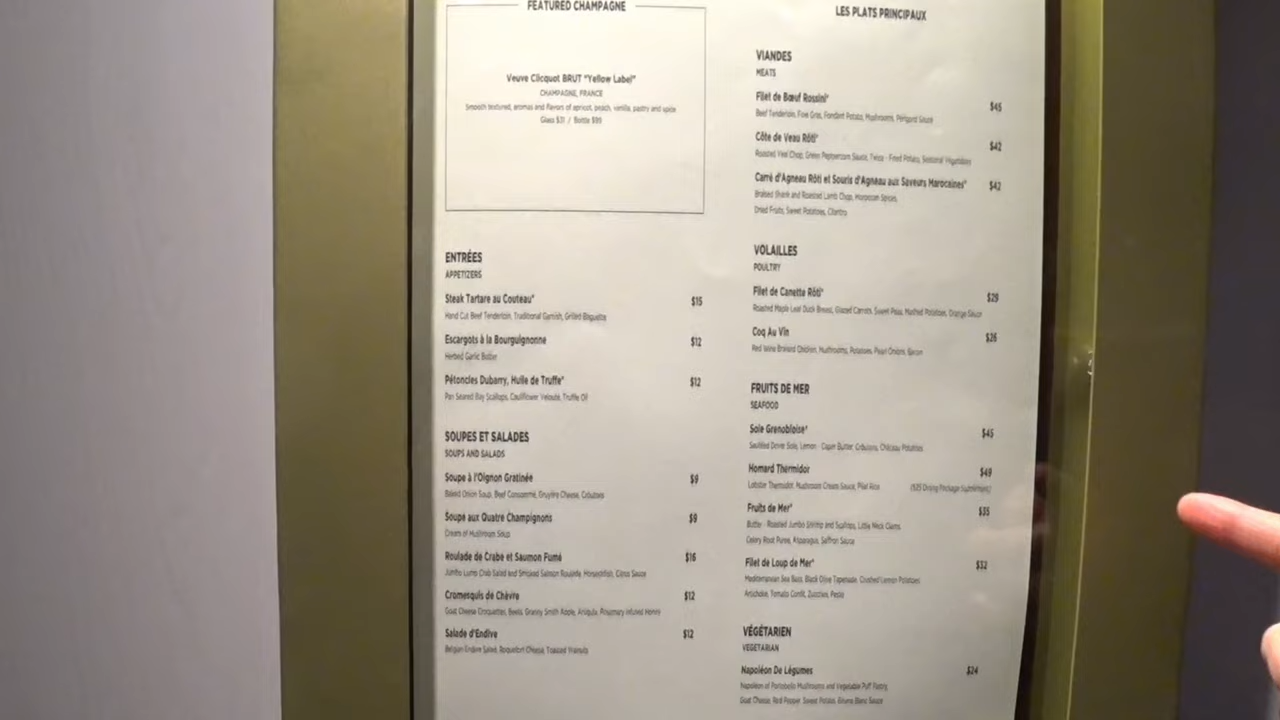 FEATURED CHAMPAGNE
Veuve Clicquot BRUT "Yellow Label"
CHAMPAGNE, FRANCE
Smooth textured, aromas and flavors of apricot, peach, vanilla, pastry and spice
Glass $21 / Bottle $99
ENTRÉES
APPETIZERS
Steak Tartare au Couteau* $15
Hand Cut Beef Tenderloin, Traditional Garnish, Grilled Baguette
Escargots à la Bourguignonne $12
Herbed Garlic Butter
Pétoncles Dubarry, Huile de Truffe* $12
Pan Seared Bay Scallops, Cauliflower Velouté, Truffle Oil
SOUPES ET SALADES
SOUPS AND SALADS
Soupe à l'Oignon Gratinée $9
Baked Onion Soup, Beef Consommé, Gruyère Cheese, Croutons
Soupe aux Quatre Champignons $9
Cream of Mushroom Soup
Roulade de Crabe et Saumon Fumé $16
Jumbo Lump Crab Salad and Smoked Salmon Roulade, Horseradish, Citrus Sauce
Cromesquis de Chèvre $12
Goat Cheese Croquettes, Beets, Granny Smith Apple, Arugula, Rosemary Infused Honey
Salade d'Endive $12
Belgian Endive Salad, Roquefort Cheese, Toasted Walnuts
LES PLATS PRINCIPAUX
VIANDES
MEATS
Filet de Bœuf Rossini* $45
Beef Tenderloin, Foie Gras, Fondant Potato, Mushrooms, Périgord Sauce
Côte de Veau Rôti* $42
Roasted Veal Chop, Green Peppercorn Sauce, Twice - Fried Potato, Seasonal Vegetables
Carré d'Agneau Rôti et Souris d'Agneau aux Saveurs Marocaines* $42
Braised Shank and Roasted Lamb Chop, Moroccan Spices,
Dried Fruits, Sweet Potatoes, Cilantro
VOLAILLES
POULTRY
Filet de Canette Rôti* $29
Roasted Maple Leaf Duck Breast, Glazed Carrots, Sweet Peas, Mashed Potatoes, Orange Sauce
Coq Au Vin $26
Red Wine Braised Chicken, Mushrooms, Potatoes, Pearl Onions, Bacon
FRUITS DE MER
SEAFOOD
Sole Grenobloise* $45
Sautéed Dover Sole, Lemon - Caper Butter, Croutons, Château Potatoes
Homard Thermidor $49
Lobster Thermidor, Mushroom Cream Sauce, Pilaf Rice ($25 Dining Package Supplement)
Fruits de Mer* $35
Butter - Roasted Jumbo Shrimp and Scallops, Little Neck Clams
Celery Root Puree, Asparagus, Saffron Sauce
Filet de Loup de Mer* $32
Mediterranean Sea Bass, Black Olive Tapenade, Crushed Lemon Potatoes
Artichoke, Tomato Confit, Zucchini, Pesto
VÉGÉTARIEN
VEGETARIAN
Napoléon De Légumes $24
Napoleon of Portobello Mushrooms and Vegetable Puff Pastry,
Goat Cheese, Red Pepper, Sweet Potato, Beurre Blanc Sauce